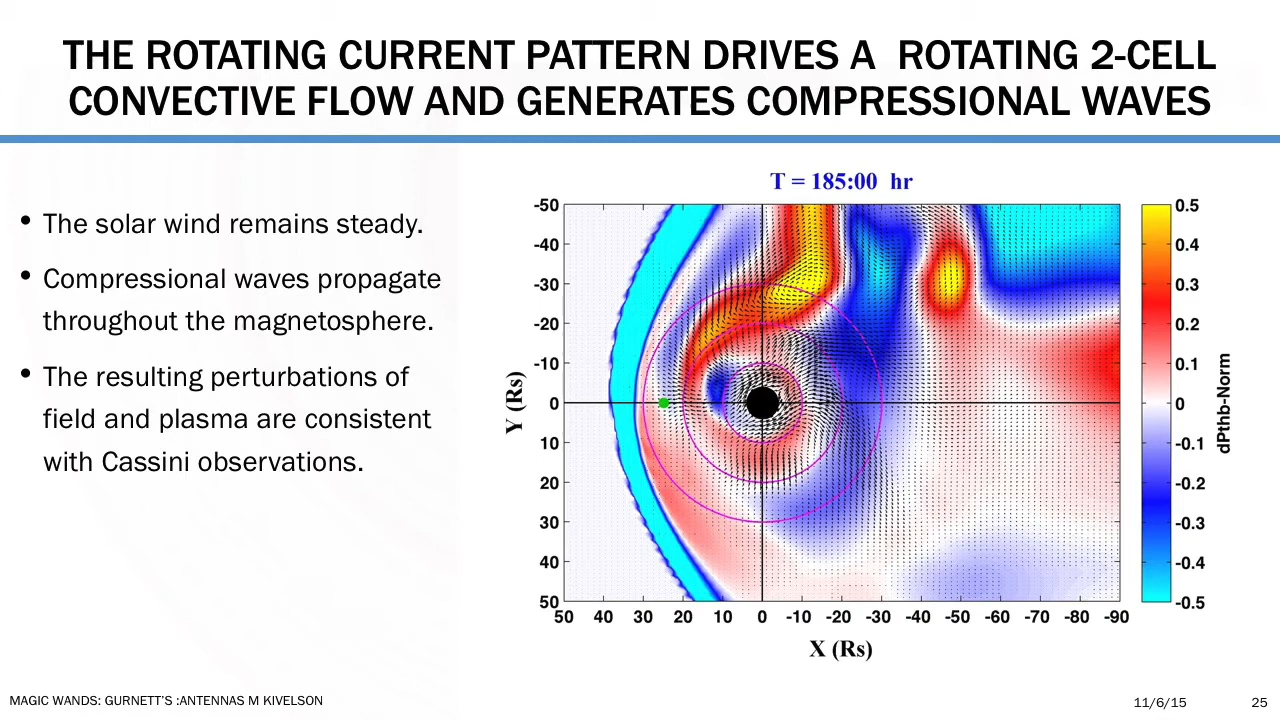 THE ROTATING CURRENT PATTERN DRIVES A  ROTATING 2-CELL
CONVECTIVE FLOW AND GENERATES COMPRESSIONAL WAVES
• The solar wind remains steady.
• Compressional waves propagate
throughout the magnetosphere.
• The resulting perturbations of
field and plasma are consistent
with Cassini observations.
T = 185:00  hr
Y (Rs)
-50
-40
-30
-20
-10
0
10
20
30
40
50
50 40 30 20 10 0 -10 -20 -30 -40 -50 -60 -70 -80 -90
X (Rs)
0.5
0.4
0.3
0.2
0.1
0
-0.1
-0.2
-0.3
-0.4
-0.5
dPthb-Norm
MAGIC WANDS: GURNETT'S :ANTENNAS M KIVELSON
11/6/15
25